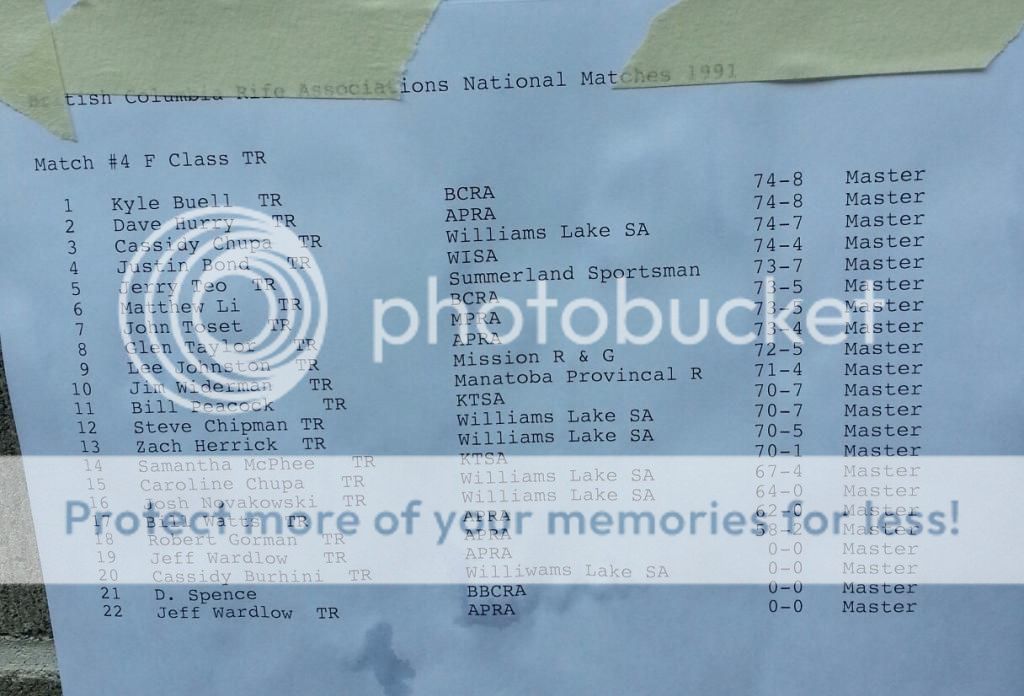 British Columbia Rife Associations National Matches 1991
Match #4 F Class TR
1 Kyle Buell TR BCRA 74-8 Master
2 Dave Hurry TR APRA 74-8 Master
3 Cassidy Chupa TR Williams Lake SA 74-7 Master
4 Justin Bond TR WISA 74-4 Master
5 Jerry Teo TR Summerland Sportsman 73-7 Master
6 Matthew Li TR BCRA 73-5 Master
7 John Toset TR MPRA 73-5 Master
8 Glen Taylor TR APRA 73-4 Master
9 Lee Johnston TR Mission R & G 72-5 Master
10 Jim Widerman TR Manatoba Provincal R 71-4 Master
11 Bill Peacock TR KTSA 70-7 Master
12 Steve Chipman TR Williams Lake SA 70-7 Master
13 Zach Herrick TR Williams Lake SA 70-5 Master
14 Samantha McPhee TR KTSA 70-1 Master
15 Caroline Chupa TR Williams Lake SA 67-4 Master
16 Josh Novakowski TR Williams Lake SA 64-0 Master
17 Bill Watts TR APRA 62-0 Master
18 Robert Gorman TR APRA 58-2 Master
19 Jeff Wardlow TR APRA 0-0 Master
20 Cassidy Burhini TR Williwams Lake SA 0-0 Master
21 D. Spence BBCRA 0-0 Master
22 Jeff Wardlow TR APRA 0-0 Master
photobucket
Protect more of your memories for less!